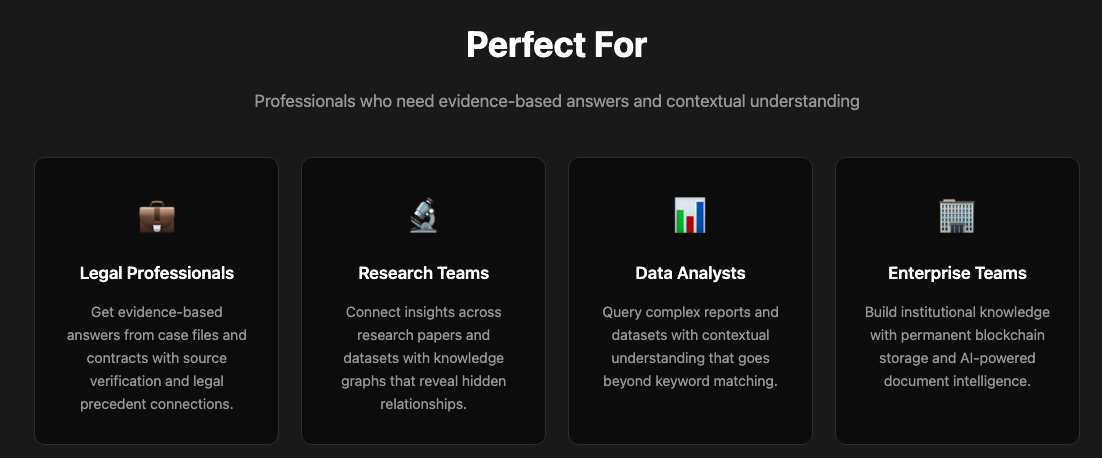 Perfect For
Professionals who need evidence-based answers and contextual understanding
Legal Professionals
Get evidence-based
answers from case files and
contracts with source
verification and legal
precedent connections.
Research Teams
Connect insights across
research papers and
datasets with knowledge
graphs that reveal hidden
relationships.
Data Analysts
Query complex reports and
datasets with contextual
understanding that goes
beyond keyword matching.
Enterprise Teams
Build institutional knowledge
with permanent blockchain
storage and AI-powered
document intelligence.